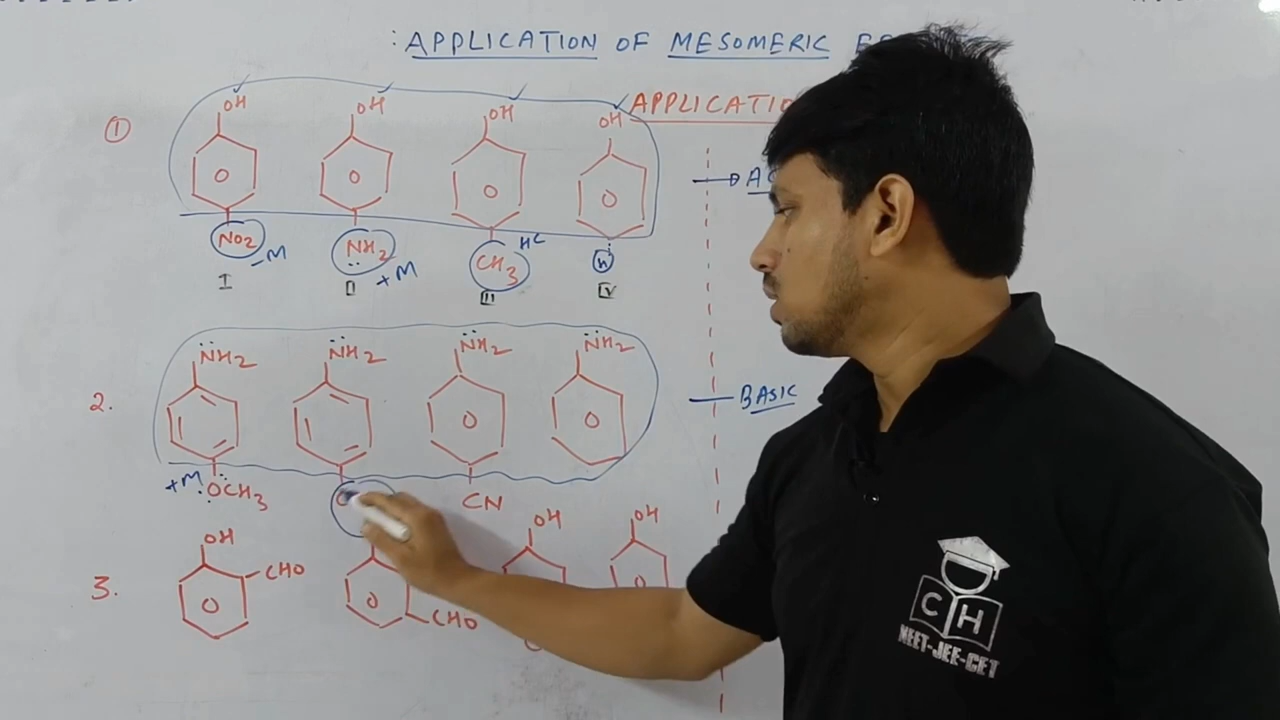 : APPLICATION OF MESOMERIC
① APPLICATIO
OH OH OH OH
NO2 NH2 CH3 H
-M +M HC
I II III IV
2. NH2 NH2 NH2 NH2
BASIC
+M OCH3 CN
3. OH OH OH
CHO CHO
C H
NEET-JEE-CET